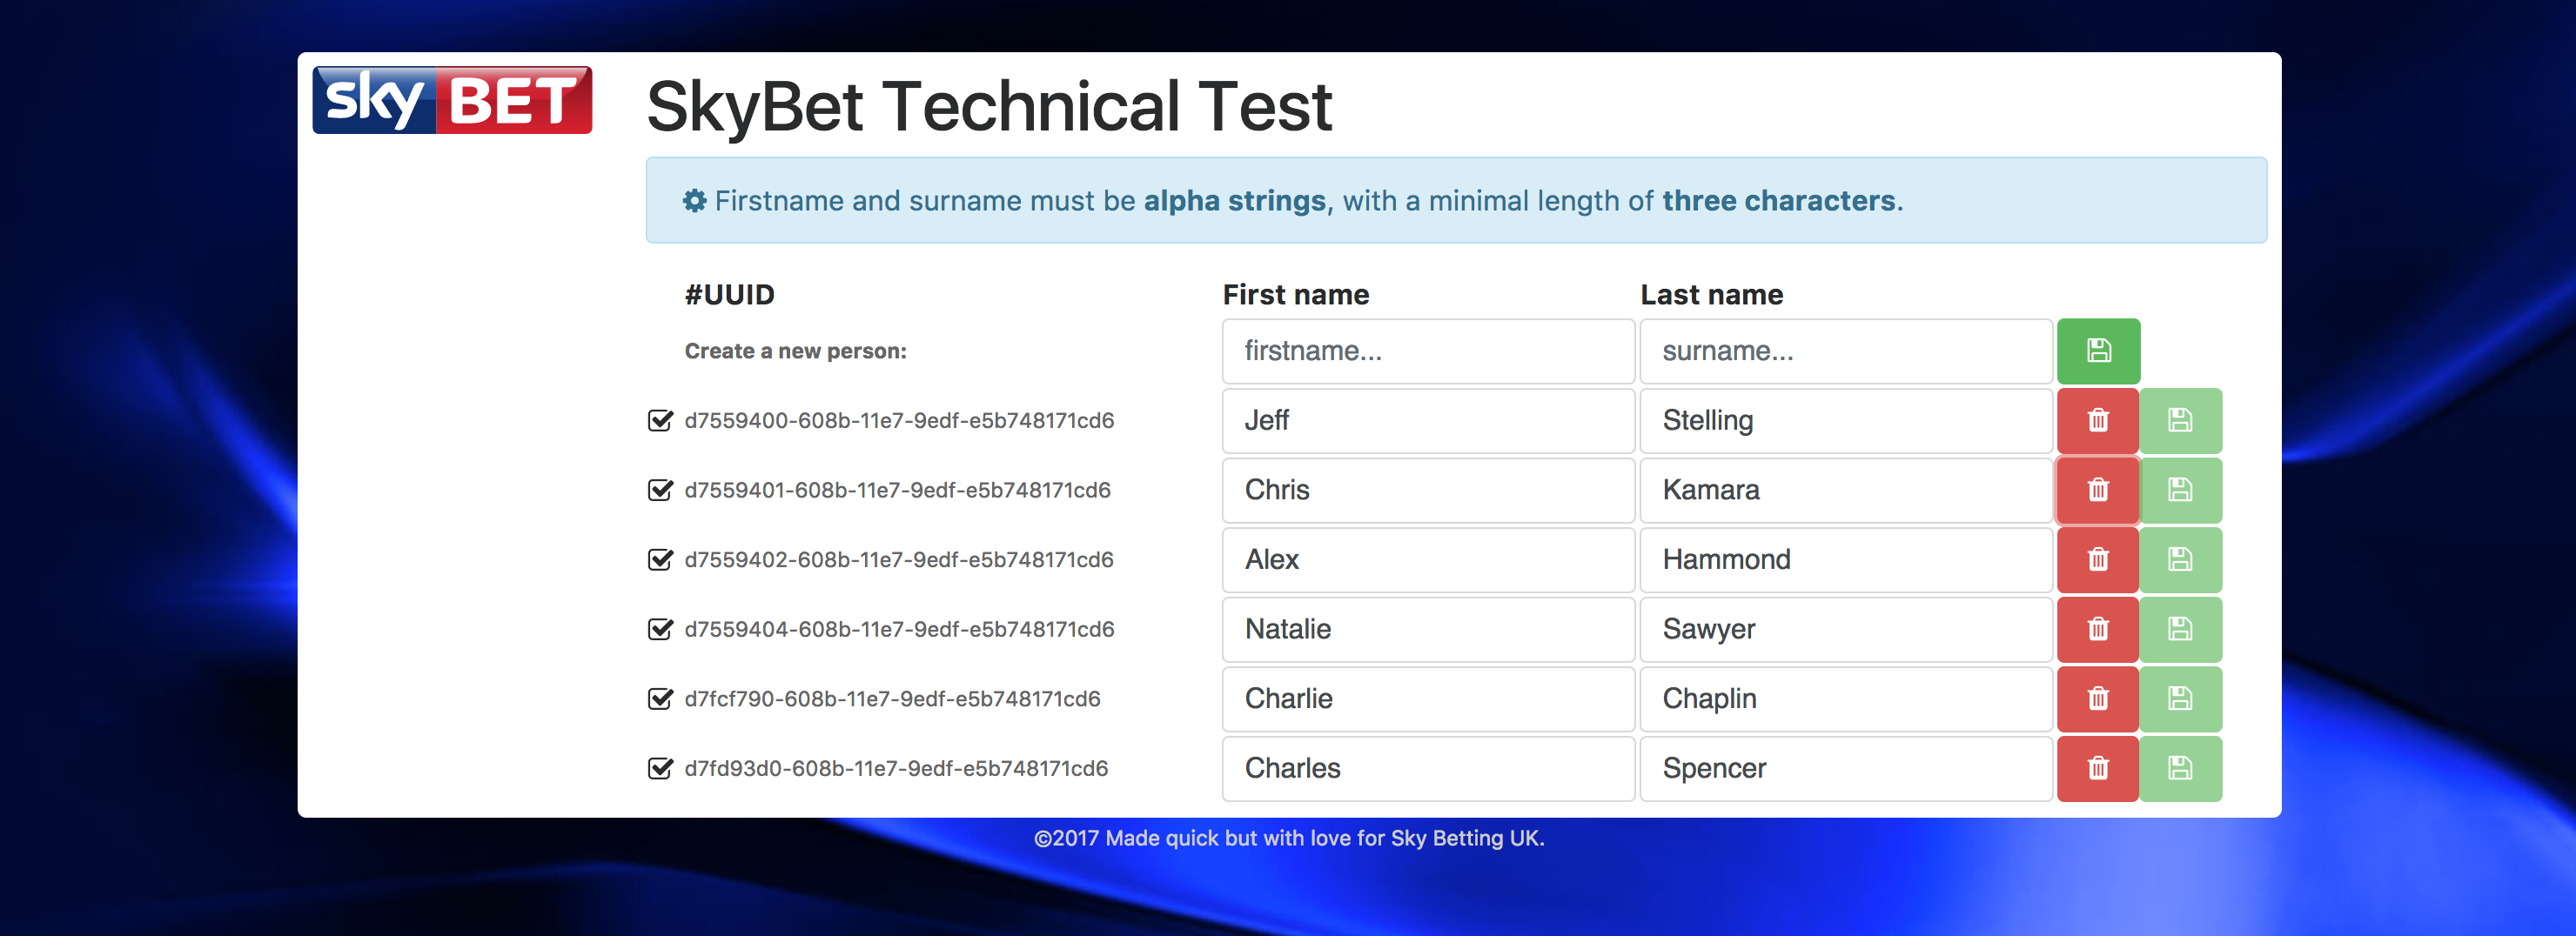 sky BET
SkyBet Technical Test
Firstname and surname must be alpha strings, with a minimal length of three characters.
#UUID First name Last name
Create a new person: firstname... surname...
d7559400-608b-11e7-9edf-e5b748171cd6 Jeff Stelling
d7559401-608b-11e7-9edf-e5b748171cd6 Chris Kamara
d7559402-608b-11e7-9edf-e5b748171cd6 Alex Hammond
d7559404-608b-11e7-9edf-e5b748171cd6 Natalie Sawyer
d7fcf790-608b-11e7-9edf-e5b748171cd6 Charlie Chaplin
d7fd93d0-608b-11e7-9edf-e5b748171cd6 Charles Spencer
©2017 Made quick but with love for Sky Betting UK.